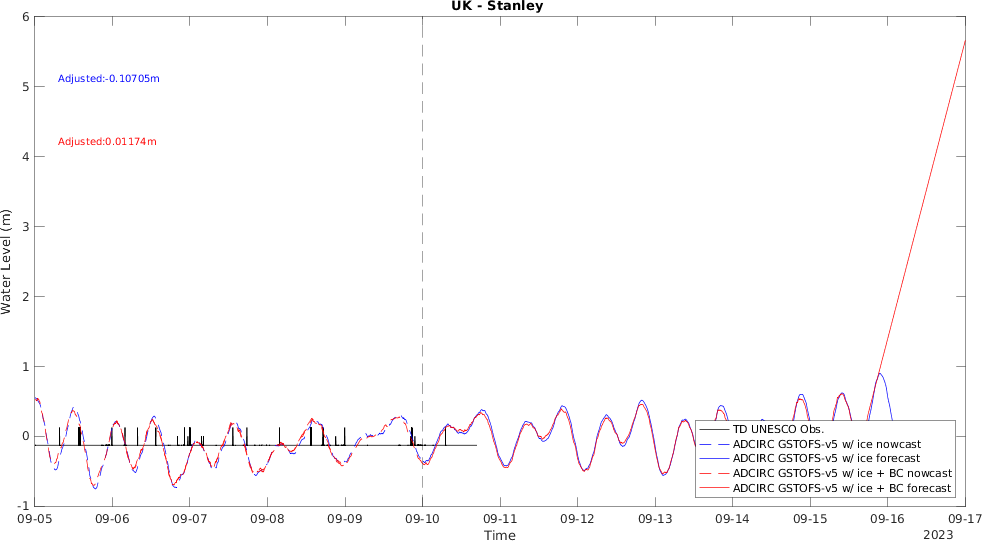 UK - Stanley
6
5
4
3
2
1
0
-1
Water Level (m)
Adjusted:-0.10705m
Adjusted:0.01174m
TD UNESCO Obs.
ADCIRC GSTOFS-v5 w/ ice nowcast
ADCIRC GSTOFS-v5 w/ ice forecast
ADCIRC GSTOFS-v5 w/ ice + BC nowcast
ADCIRC GSTOFS-v5 w/ ice + BC forecast
09-05 09-06 09-07 09-08 09-09 09-10 09-11 09-12 09-13 09-14 09-15 09-16 09-17
Time
2023